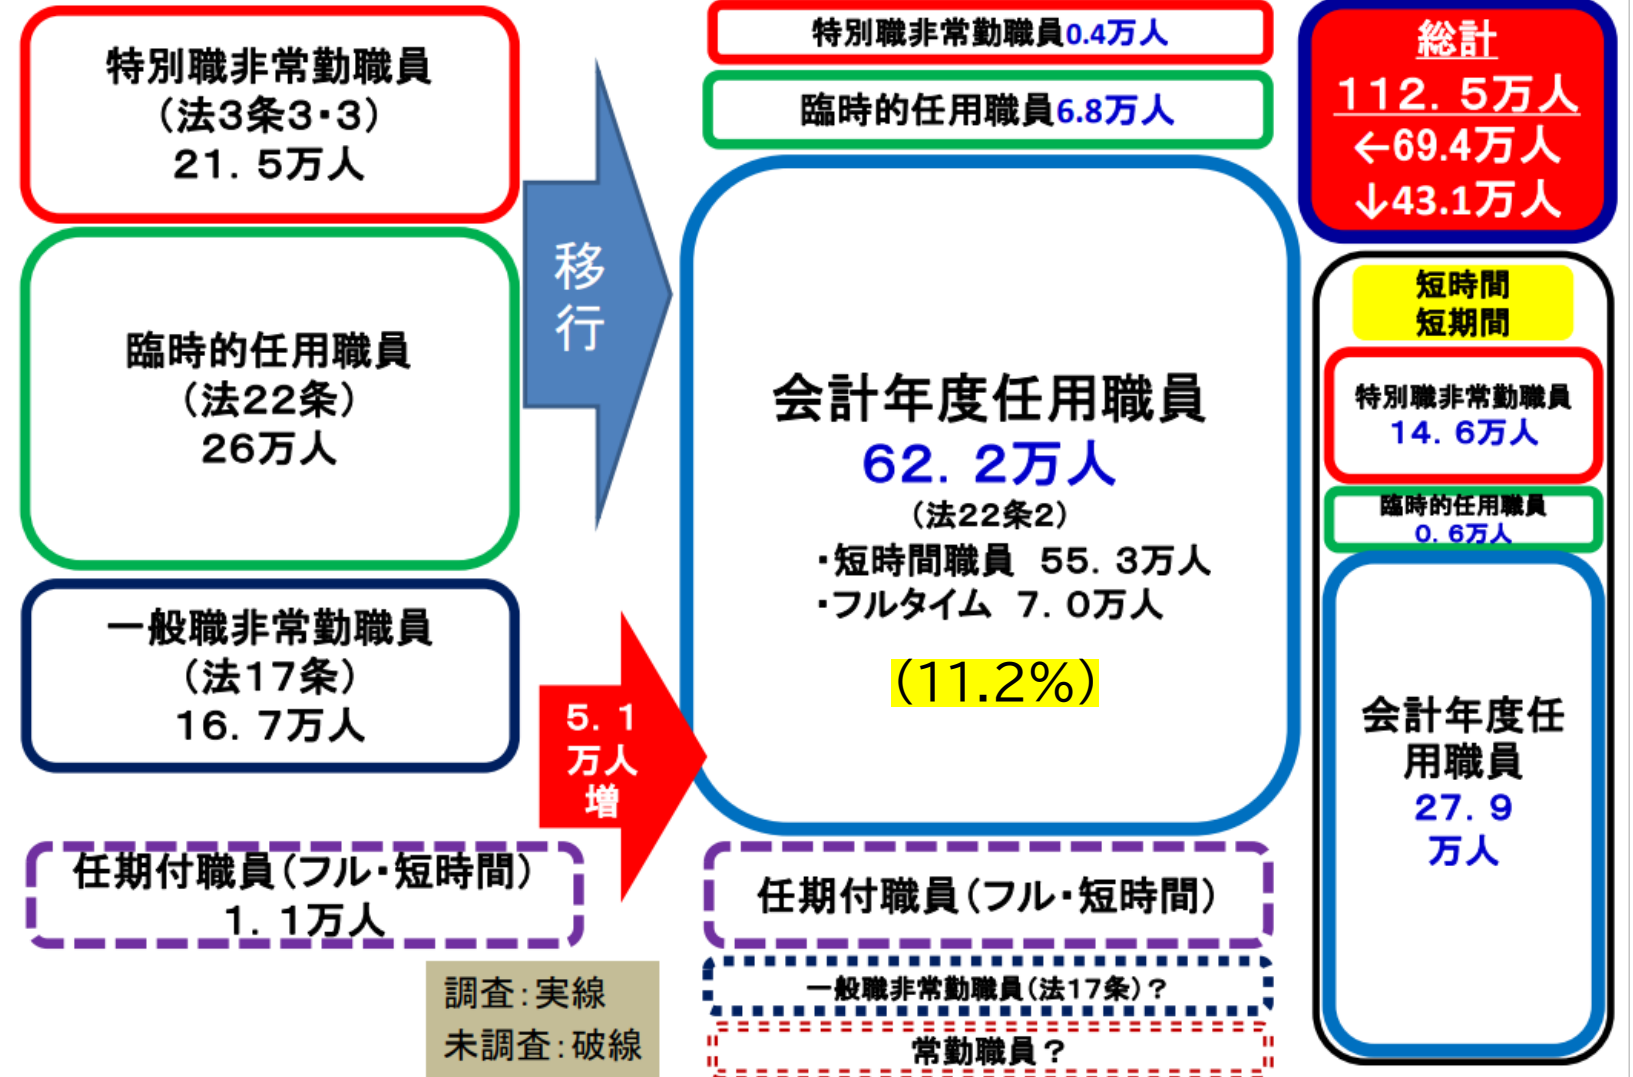 特別職非常勤職員
（法3条3・3）
21．5万人
臨時的任用職員
（法22条）
26万人
一般職非常勤職員
（法17条）
16．7万人
任期付職員（フル・短時間）
1．1万人
移
行
5．1
万人
増
調査：実線
未調査：破線
特別職非常勤職員0.4万人
臨時的任用職員6.8万人
会計年度任用職員
62．2万人
（法22条2）
・短時間職員　55．3万人
・フルタイム　7．0万人
（11.2%）
任期付職員（フル・短時間）
一般職非常勤職員（法17条）？
常勤職員？
総計
112．5万人
←69.4万人
↓43.1万人
短時間
短期間
特別職非常勤職員
14．6万人
臨時的任用職員
0．6万人
会計年度任
用職員
27．9
万人